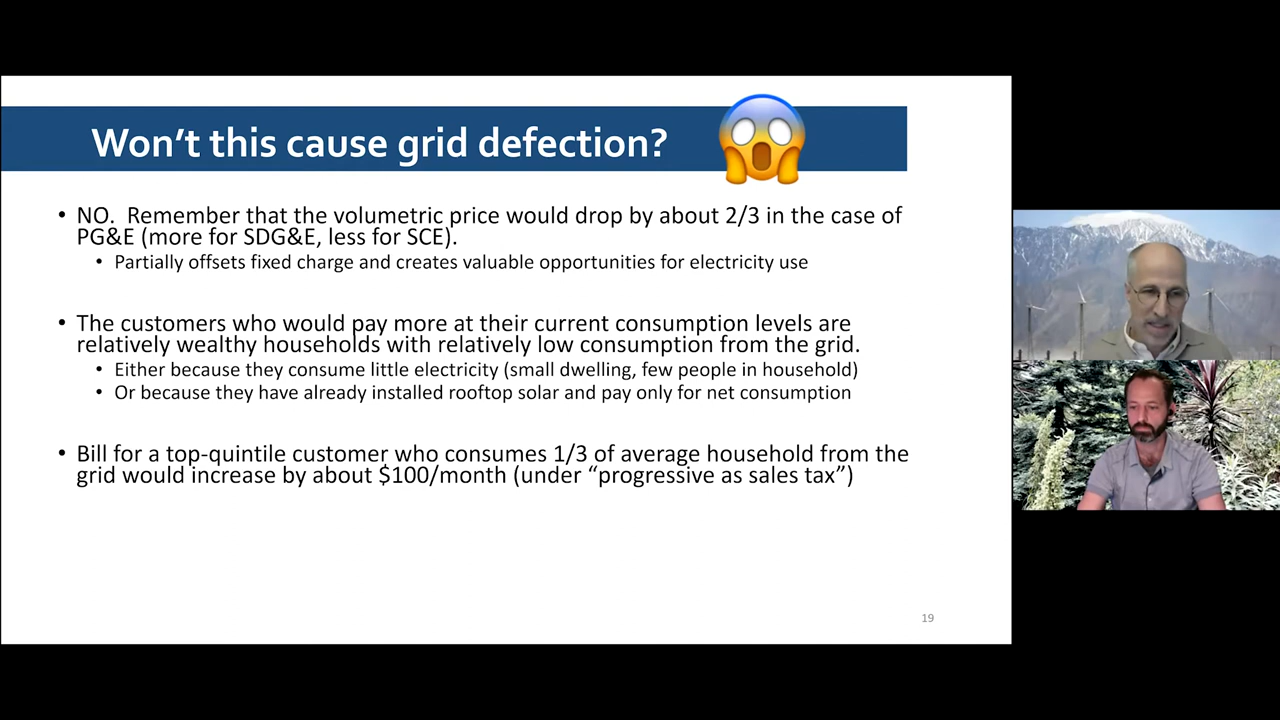 Won't this cause grid defection?
• NO.  Remember that the volumetric price would drop by about 2/3 in the case of
PG&E (more for SDG&E, less for SCE).
• Partially offsets fixed charge and creates valuable opportunities for electricity use
• The customers who would pay more at their current consumption levels are
relatively wealthy households with relatively low consumption from the grid.
• Either because they consume little electricity (small dwelling, few people in household)
• Or because they have already installed rooftop solar and pay only for net consumption
• Bill for a top-quintile customer who consumes 1/3 of average household from the
grid would increase by about $100/month (under “progressive as sales tax”)
19